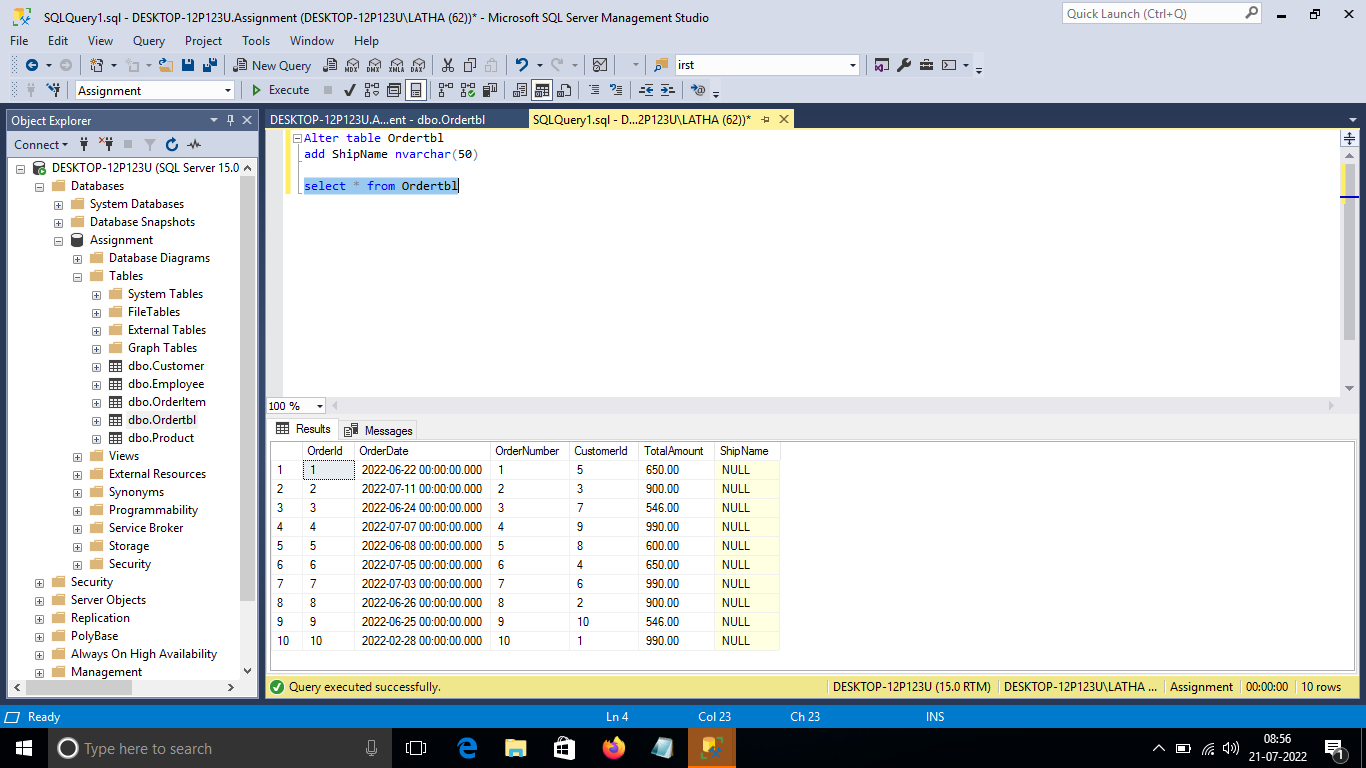 SQLQuery1.sql - DESKTOP-12P123U.Assignment (DESKTOP-12P123U\LATHA (62))* - Microsoft SQL Server Management Studio
Quick Launch (Ctrl+Q)
File Edit View Query Project Tools Window Help
New Query MDX DMX XMLA DAX irst
Assignment Execute
Object Explorer
Connect
DESKTOP-12P123U (SQL Server 15.0
Databases
System Databases
Database Snapshots
Assignment
Database Diagrams
Tables
System Tables
FileTables
External Tables
Graph Tables
dbo.Customer
dbo.Employee
dbo.OrderItem
dbo.Ordertbl
dbo.Product
Views
External Resources
Synonyms
Programmability
Service Broker
Storage
Security
Security
Server Objects
Replication
PolyBase
Always On High Availability
Management
DESKTOP-12P123U.A...ent - dbo.Ordertbl SQLQuery1.sql - D...2P123U\LATHA (62))*
Alter table Ordertbl
add ShipName nvarchar(50)
select * from Ordertbl
100 %
Results Messages
OrderId OrderDate OrderNumber CustomerId TotalAmount ShipName
1 1 2022-06-22 00:00:00.000 1 5 650.00 NULL
2 2 2022-07-11 00:00:00.000 2 3 900.00 NULL
3 3 2022-06-24 00:00:00.000 3 7 546.00 NULL
4 4 2022-07-07 00:00:00.000 4 9 990.00 NULL
5 5 2022-06-08 00:00:00.000 5 8 600.00 NULL
6 6 2022-07-05 00:00:00.000 6 4 650.00 NULL
7 7 2022-07-03 00:00:00.000 7 6 990.00 NULL
8 8 2022-06-26 00:00:00.000 8 2 900.00 NULL
9 9 2022-06-25 00:00:00.000 9 10 546.00 NULL
10 10 2022-02-28 00:00:00.000 10 1 990.00 NULL
Query executed successfully. DESKTOP-12P123U (15.0 RTM) DESKTOP-12P123U\LATHA ... Assignment 00:00:00 10 rows
Ready Ln 4 Col 23 Ch 23 INS
Type here to search
08:56
21-07-2022
1